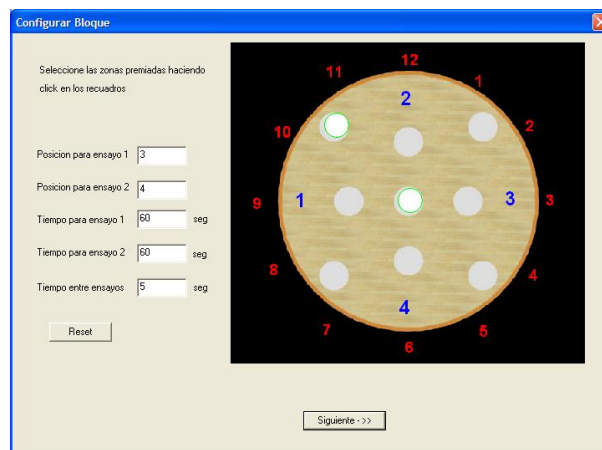 Configurar Bloque
Seleccione las zonas premiadas haciendo
click en los recuadros
Posicion para ensayo 1 3
Posicion para ensayo 2 4
Tiempo para ensayo 1 60 seg
Tiempo para ensayo 2 60 seg
Tiempo entre ensayos 5 seg
Reset
12
11 1
2
10 2
9 1 3 3
8 4
4
7 5
6
Siguiente - >>